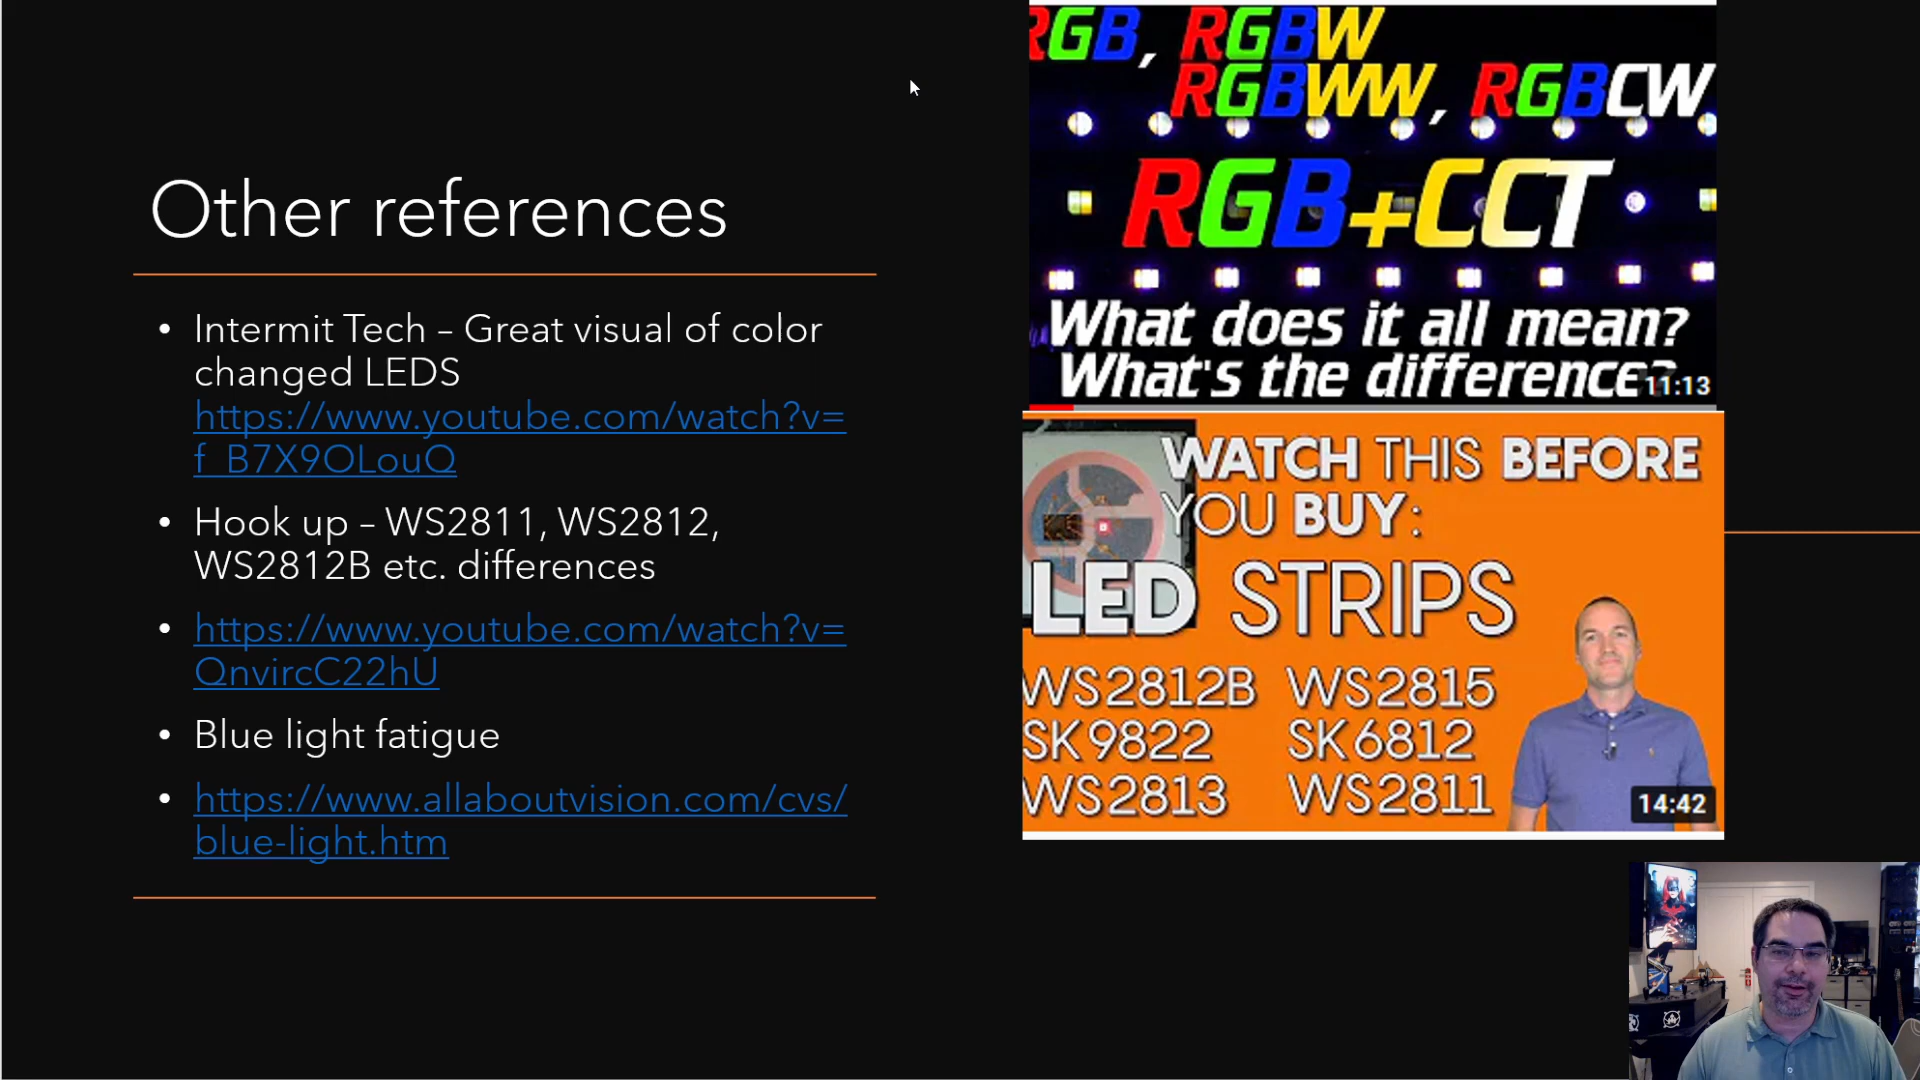 Other references
• Intermit Tech – Great visual of color
changed LEDS
https://www.youtube.com/watch?v=
f_B7X9OLouQ
• Hook up – WS2811, WS2812,
WS2812B etc. differences
• https://www.youtube.com/watch?v=
QnvircC22hU
• Blue light fatigue
• https://www.allaboutvision.com/cvs/
blue-light.htm
RGB, RGBW
RGBWW, RGBCW
RGB+CCT
What does it all mean?
What's the difference?
11:13
WATCH THIS BEFORE
YOU BUY:
LED STRIPS
WS2812B WS2815
SK9822 SK6812
WS2813 WS2811
14:42